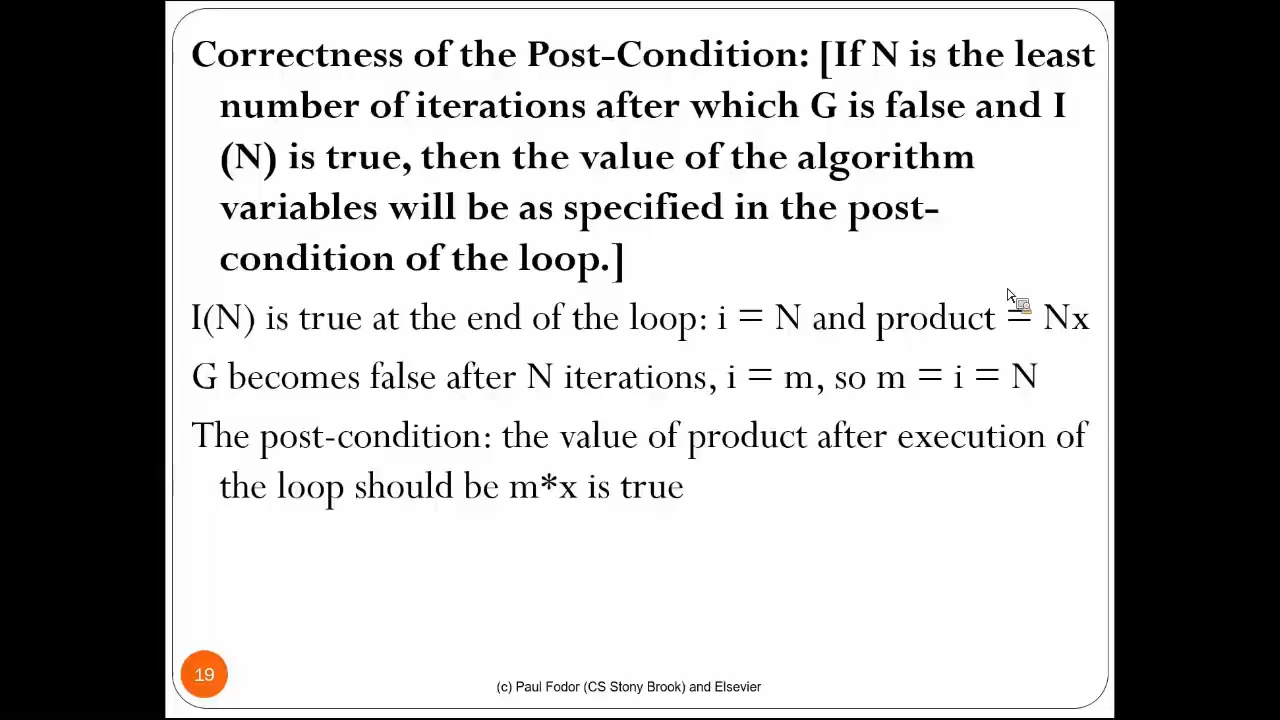 Correctness of the Post-Condition: [If N is the least
number of iterations after which G is false and I
(N) is true, then the value of the algorithm
variables will be as specified in the post-
condition of the loop.]
I(N) is true at the end of the loop: i = N and product = Nx
G becomes false after N iterations, i = m, so m = i = N
The post-condition: the value of product after execution of
the loop should be m*x is true
19
(c) Paul Fodor (CS Stony Brook) and Elsevier